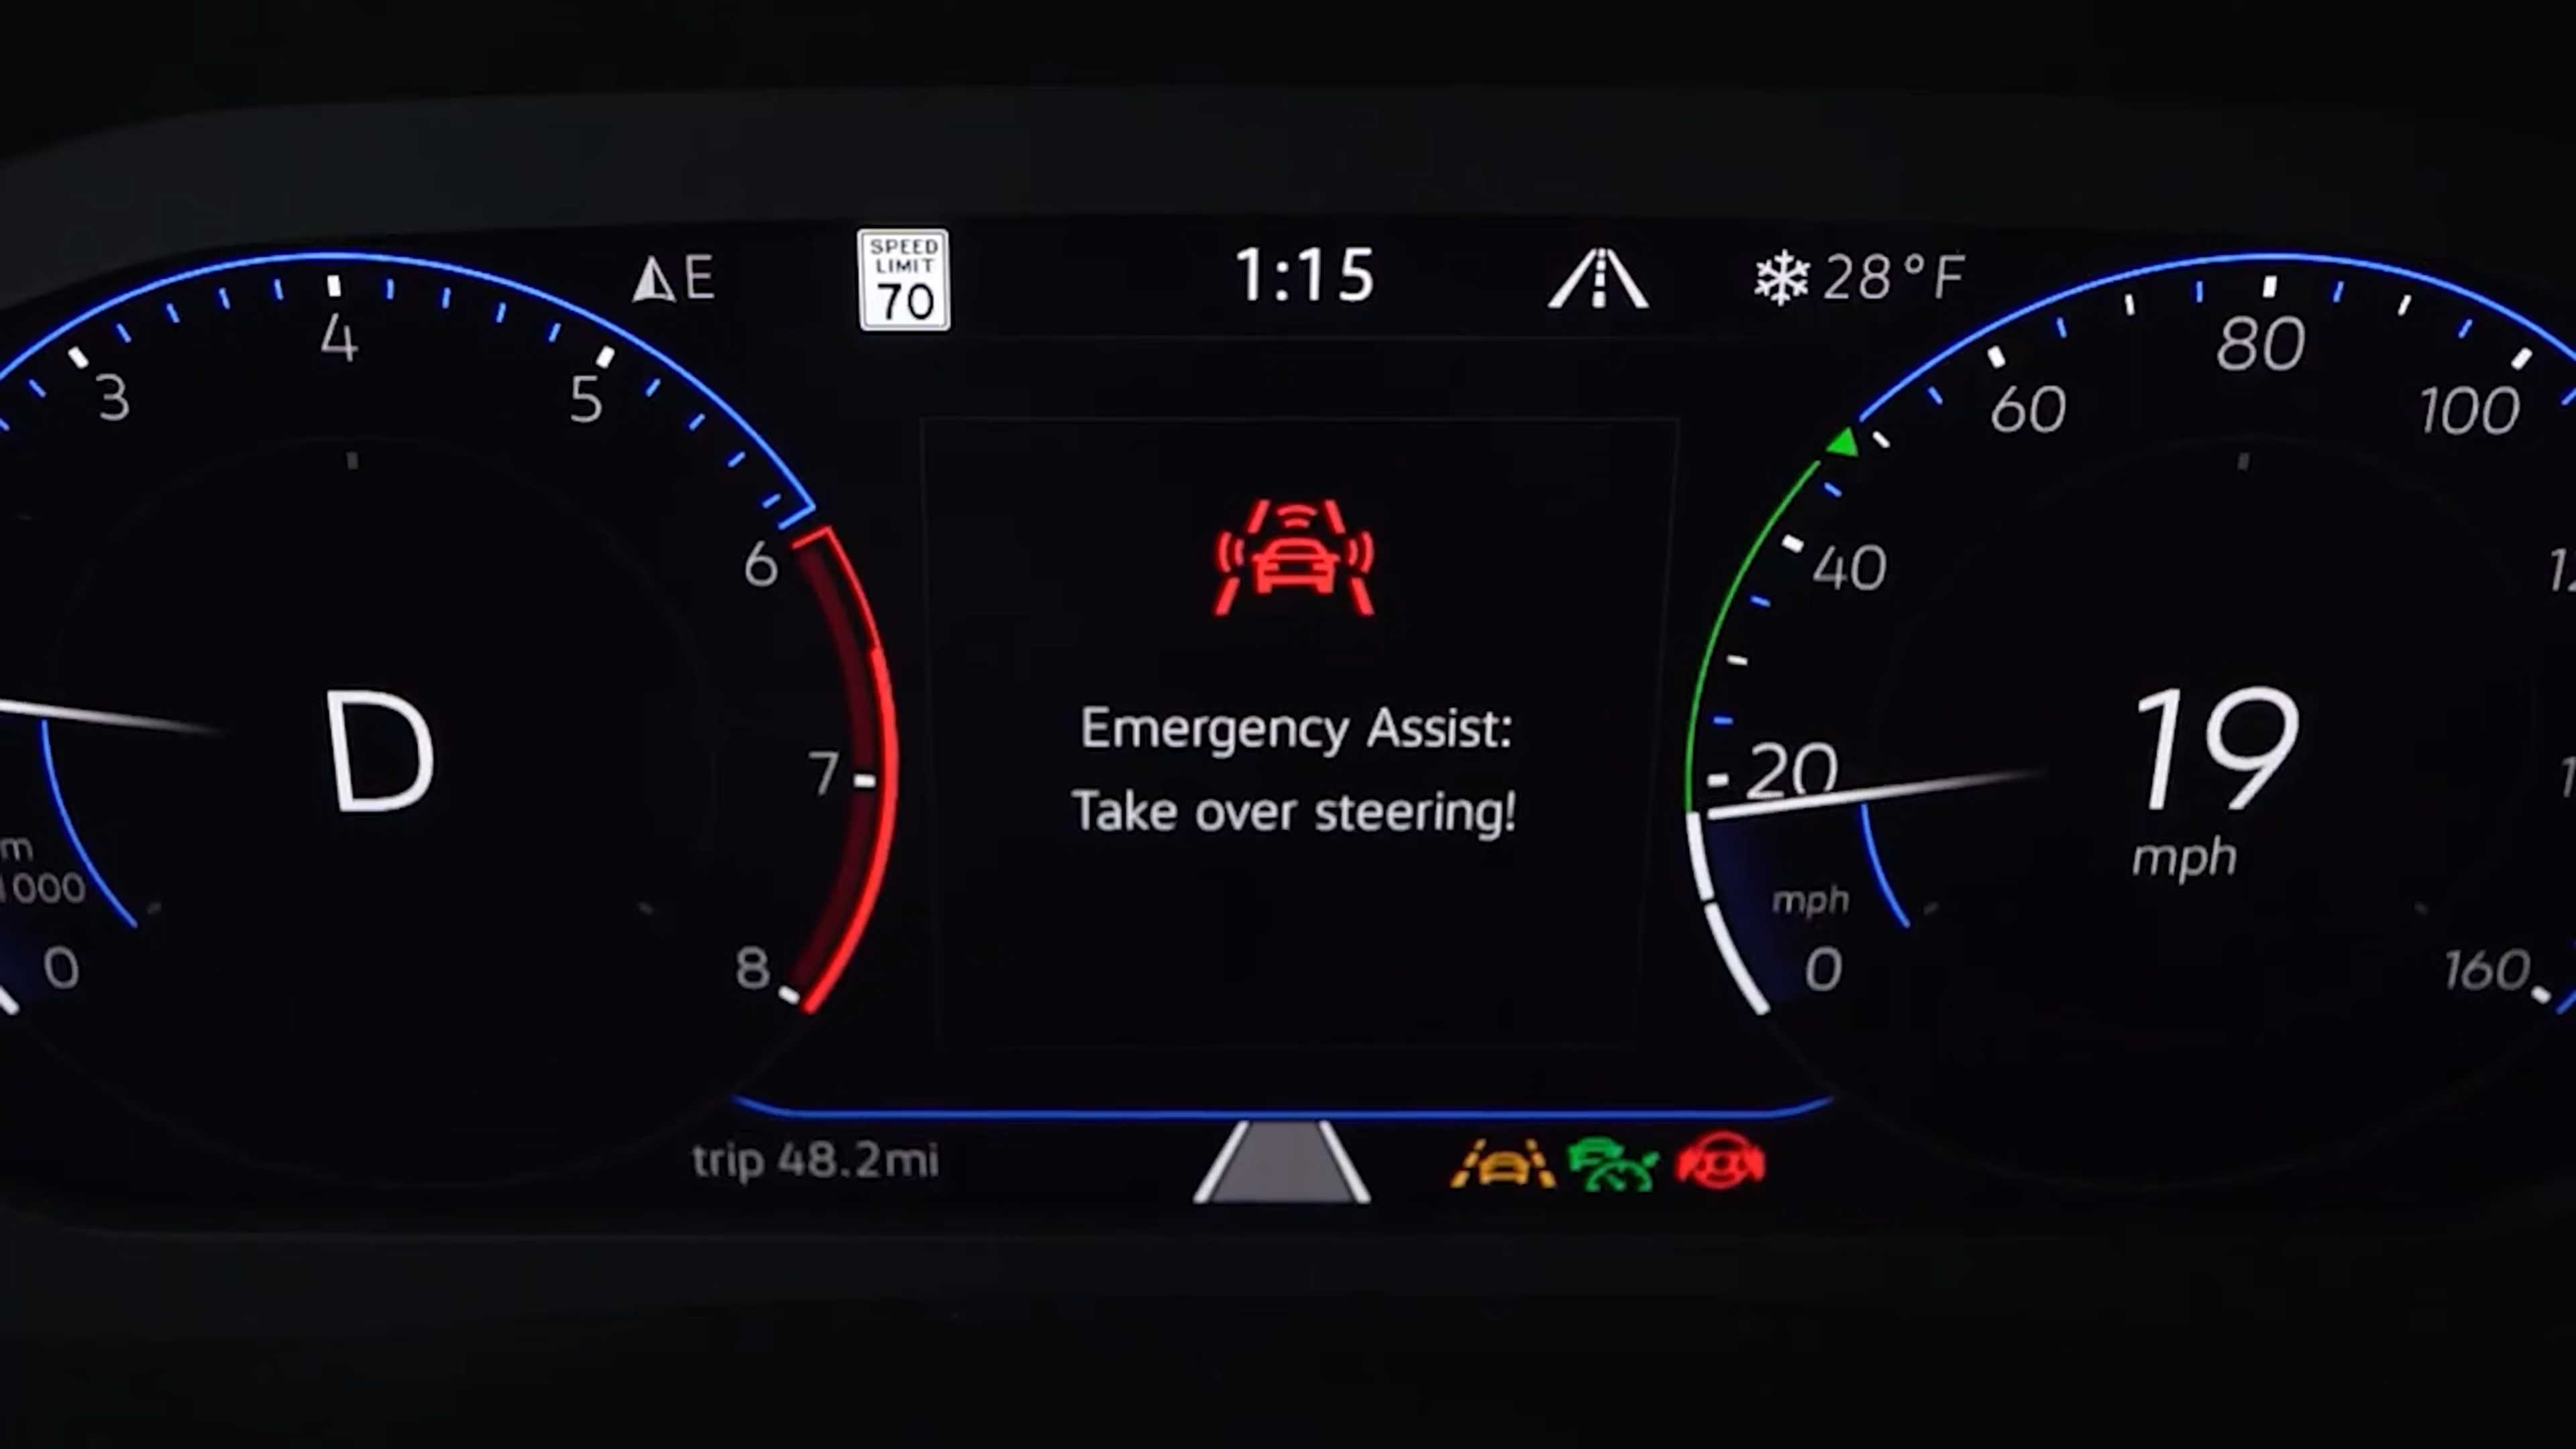 E
SPEED
LIMIT
70
1:15
28°F
3
4
5
6
7
8
0
D
000
Emergency Assist:
Take over steering!
0
20
40
60
80
100
160
mph
19
mph
trip 48.2mi